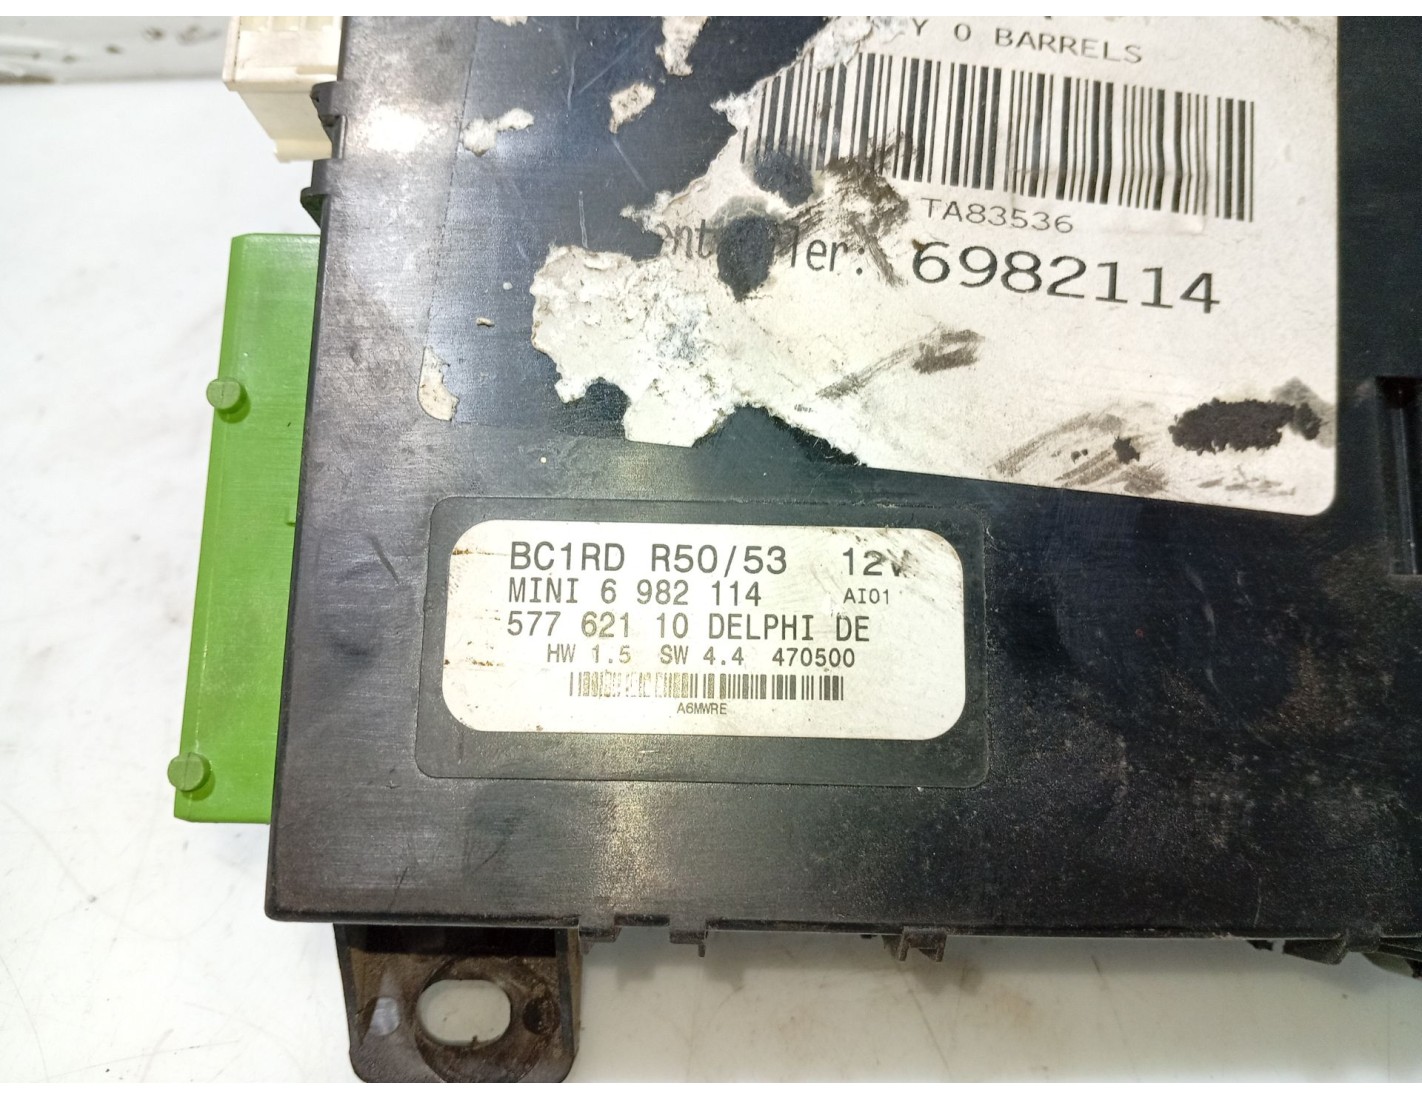 Y 0 BARRELS
TA83536
6982114
BC1RD R50/53 12V
MINI 6 982 114 AI01
577 621 10 DELPHI DE
HW 1.5 SW 4.4 470500
A6MWRE